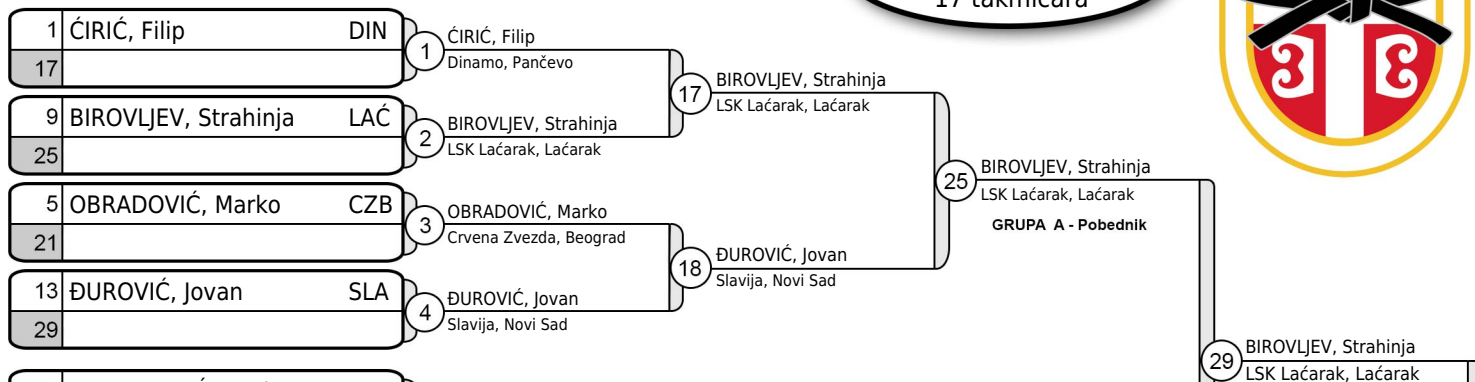 17 takmičara
1 ĆIRIĆ, Filip DIN
17
1
ĆIRIĆ, Filip
Dinamo, Pančevo
9 BIROVLJEV, Strahinja LAĆ
25
2
BIROVLJEV, Strahinja
LSK Laćarak, Laćarak
17
BIROVLJEV, Strahinja
LSK Laćarak, Laćarak
5 OBRADOVIĆ, Marko CZB
21
3
OBRADOVIĆ, Marko
Crvena Zvezda, Beograd
13 ĐUROVIĆ, Jovan SLA
29
4
ĐUROVIĆ, Jovan
Slavija, Novi Sad
18
ĐUROVIĆ, Jovan
Slavija, Novi Sad
25
BIROVLJEV, Strahinja
LSK Laćarak, Laćarak
GRUPA A - Pobednik
29
BIROVLJEV, Strahinja
LSK Laćarak, Laćarak